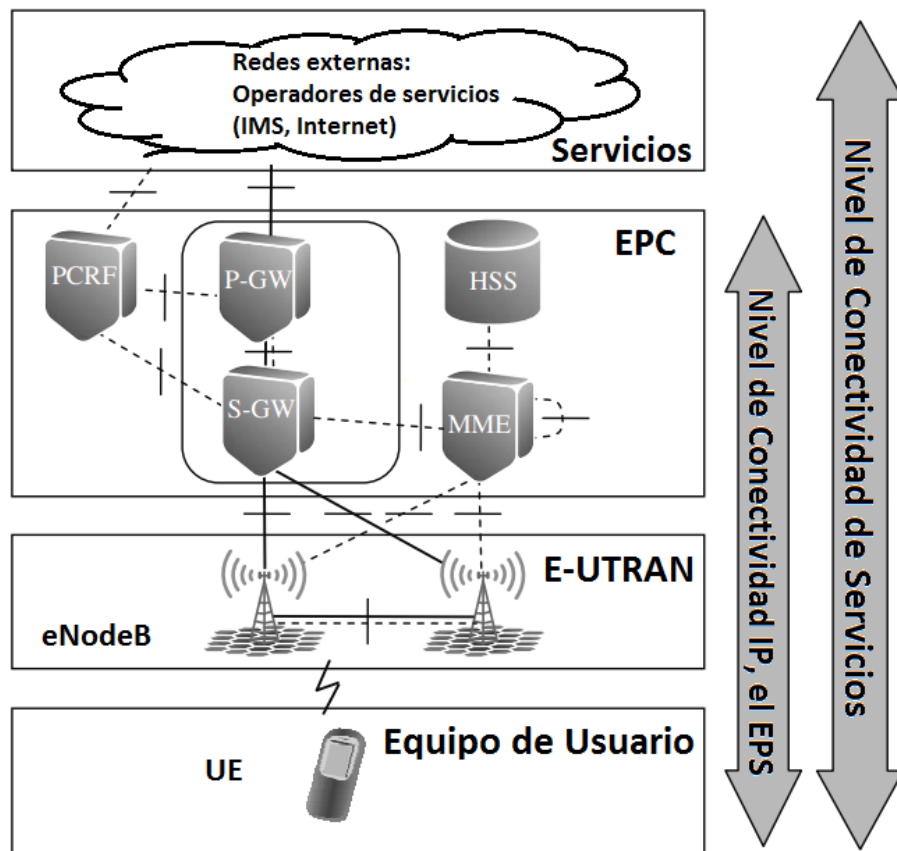 Redes externas:
Operadores de servicios
(IMS, Internet)
Servicios
EPC
PCRF
P-GW
HSS
S-GW
MME
E-UTRAN
eNodeB
Equipo de Usuario
UE
Nivel de Conectividad IP, el EPS
Nivel de Conectividad de Servicios